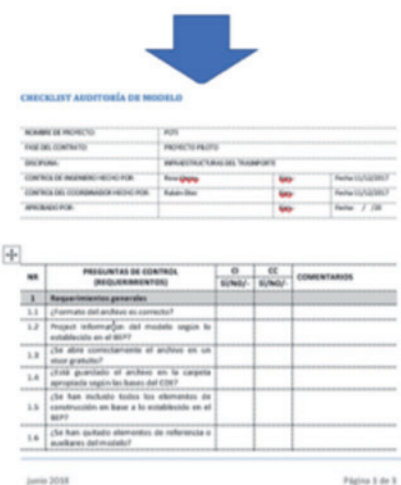 CHECKLIST AUDITORÍA DE MODELO
NOMBRE DE PROYECTO: POTI
FASE DEL CONTRATO: PROYECTO PILOTO
DISCIPLINA: INFRAESTRUCTURAS DEL TRANSPORTE
CONTROL DE INGENIERO HECHO POR: Fecha:11/12/2017
CONTROL DEL COORDINADOR HECHO POR: Rubén Díez Fecha:11/12/2017
APROBADO POR: Fecha: / /20
NR PREGUNTAS DE CONTROL (REQUERIMIENTOS) CI SI/NO/- CC SI/NO/- COMENTARIOS
1 Requerimientos generales
1.1 ¿Formato del archivo es correcto?
1.2 Project information del modelo según lo
establecido en el BEP?
1.3 ¿Se abre correctamente el archivo en un
visor gratuito?
1.4 ¿Está guardado el archivo en la carpeta
apropiada según las bases del CDE?
1.5 ¿Se han incluido todos los elementos de
construcción en base a lo establecido en el
BEP?
1.6 ¿Se han quitado elementos de referencia o
auxiliares del modelo?
Junio 2018 Página 1 de 3